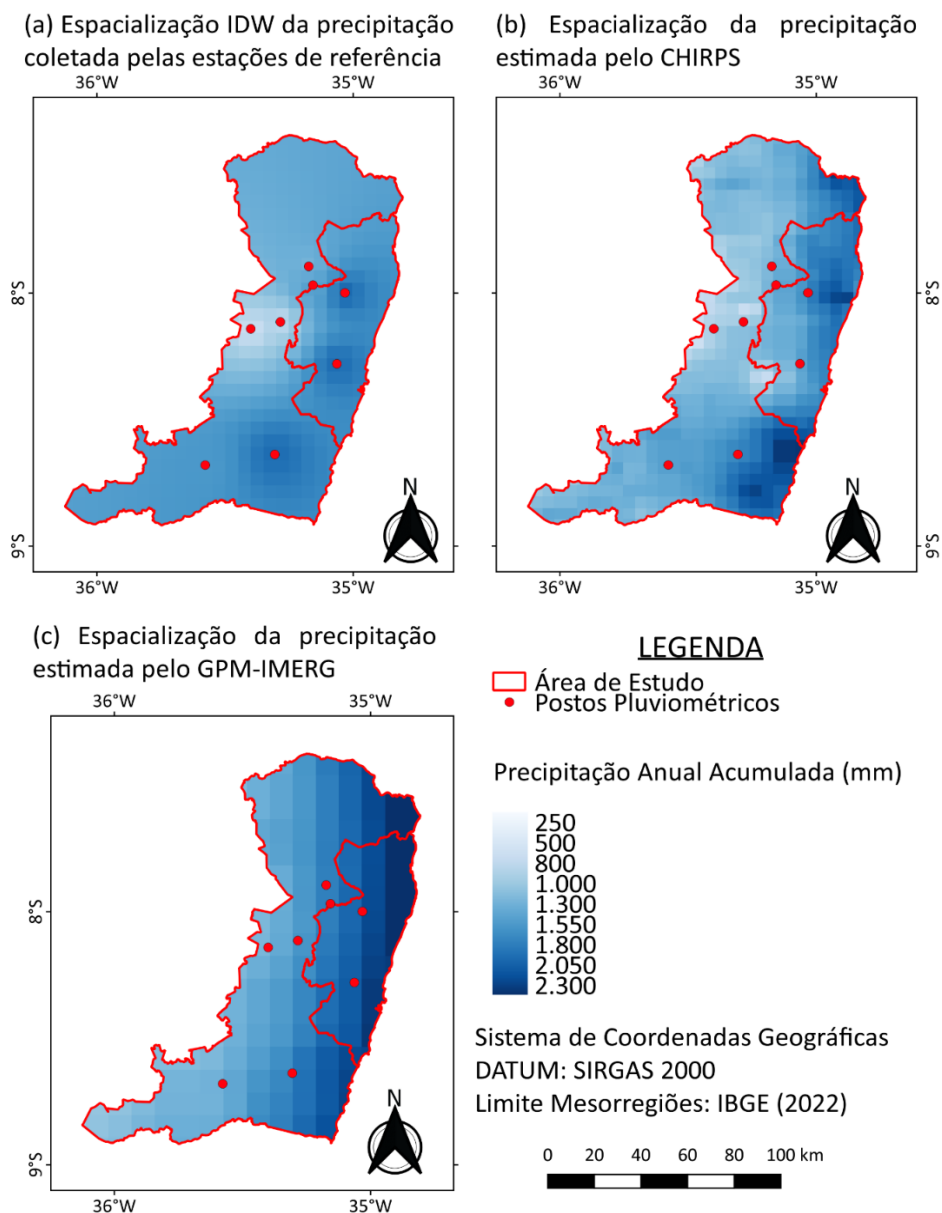 (a) Espacialização IDW da precipitação
coletada pelas estações de referência
36°W
35°W
8°S
9°S
N
36°W
35°W
(b) Espacialização da precipitação
estimada pelo CHIRPS
36°W
35°W
8°S
9°S
N
36°W
35°W
(c) Espacialização da precipitação
estimada pelo GPM-IMERG
36°W
35°W
8°S
9°S
N
36°W
35°W
LEGENDA
Área de Estudo
Postos Pluviométricos
Precipitação Anual Acumulada (mm)
250
500
800
1.000
1.300
1.550
1.800
2.050
2.300
Sistema de Coordenadas Geográficas
DATUM: SIRGAS 2000
Limite Mesorregiões: IBGE (2022)
0 20 40 60 80 100 km